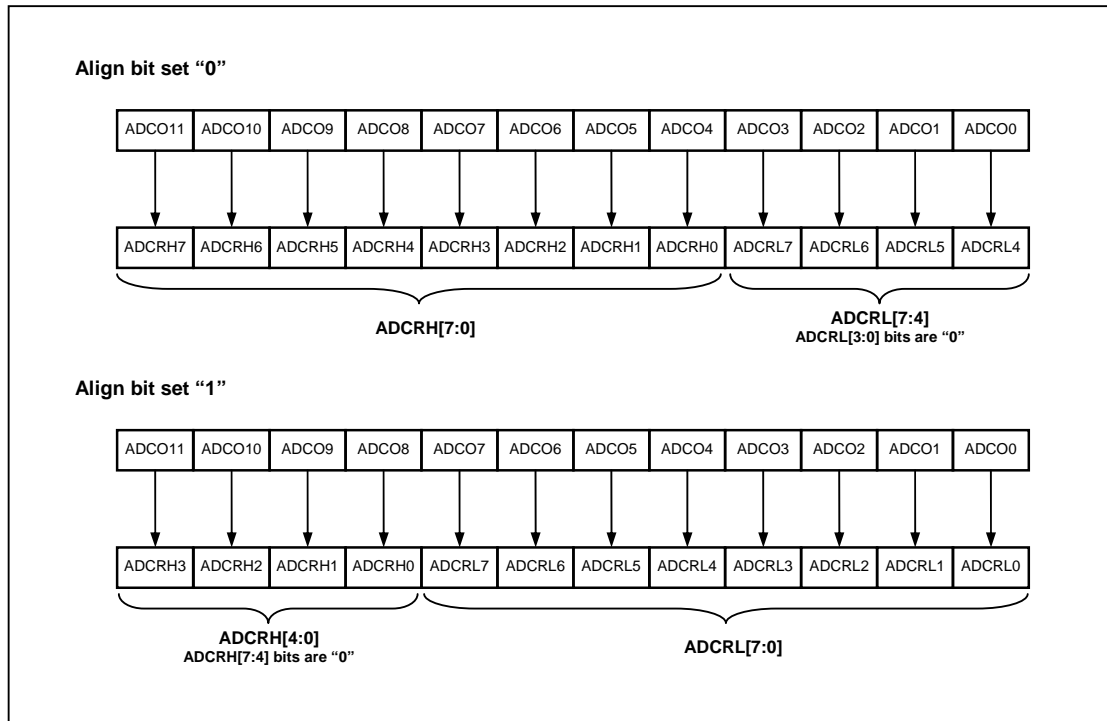 Align bit set “0”
ADCO11 ADCO10 ADCO9 ADCO8 ADCO7 ADCO6 ADCO5 ADCO4 ADCO3 ADCO2 ADCO1 ADCO0
ADCRH7 ADCRH6 ADCRH5 ADCRH4 ADCRH3 ADCRH2 ADCRH1 ADCRH0 ADCRL7 ADCRL6 ADCRL5 ADCRL4
ADCRH[7:0]
ADCRL[7:4]
ADCRL[3:0] bits are “0”
Align bit set “1”
ADCO11 ADCO10 ADCO9 ADCO8 ADCO7 ADCO6 ADCO5 ADCO4 ADCO3 ADCO2 ADCO1 ADCO0
ADCRH3 ADCRH2 ADCRH1 ADCRH0 ADCRL7 ADCRL6 ADCRL5 ADCRL4 ADCRL3 ADCRL2 ADCRL1 ADCRL0
ADCRH[4:0]
ADCRH[7:4] bits are “0”
ADCRL[7:0]